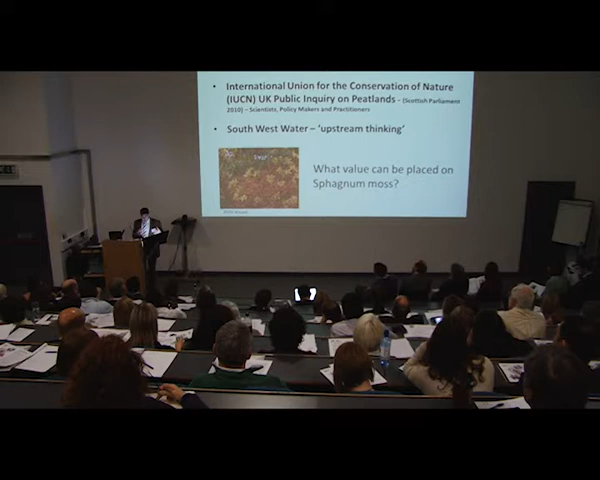 • International Union for the Conservation of Nature
(IUCN) UK Public Inquiry on Peatlands - (Scottish Parliament
2010) – Scientists, Policy Makers and Practitioners
• South West Water – 'upstream thinking'
What value can be placed on
Sphagnum moss?